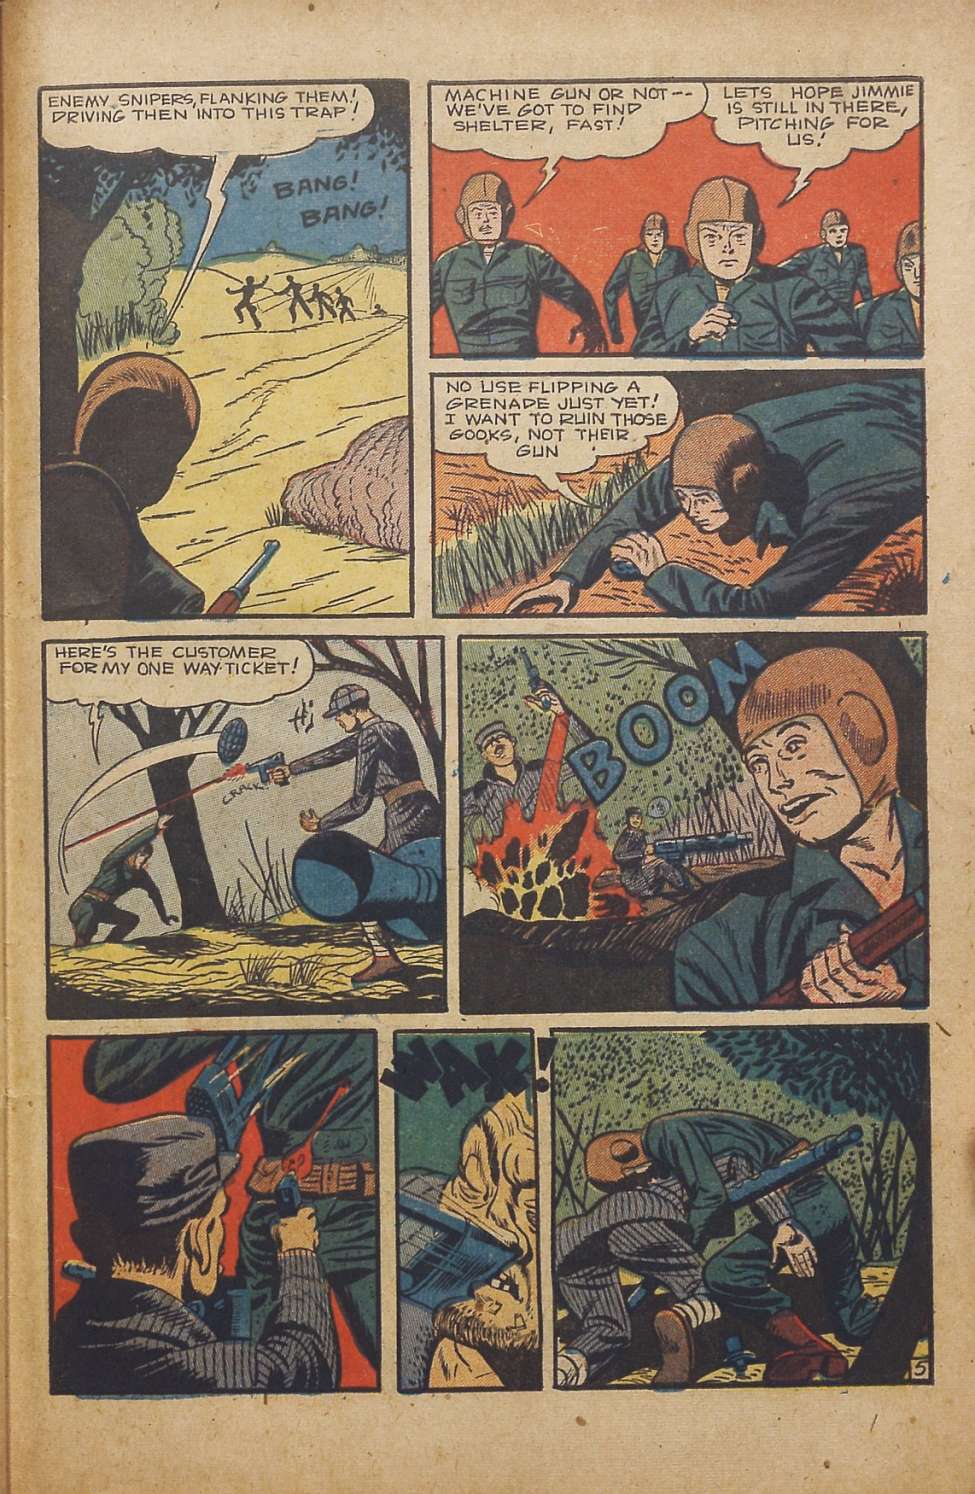 ENEMY SNIPERS, FLANKING THEM!
DRIVING THEN INTO THIS TRAP!
BANG!
BANG!
MACHINE GUN OR NOT--
WE'VE GOT TO FIND
SHELTER, FAST!
LETS HOPE JIMMIE
IS STILL IN THERE,
PITCHING FOR
US!
NO USE FLIPPING A
GRENADE JUST YET!
I WANT TO RUIN THOSE
GOOKS, NOT THEIR
GUN
HERE'S THE CUSTOMER
FOR MY ONE WAY-TICKET!
CRACK!
BOOM
5